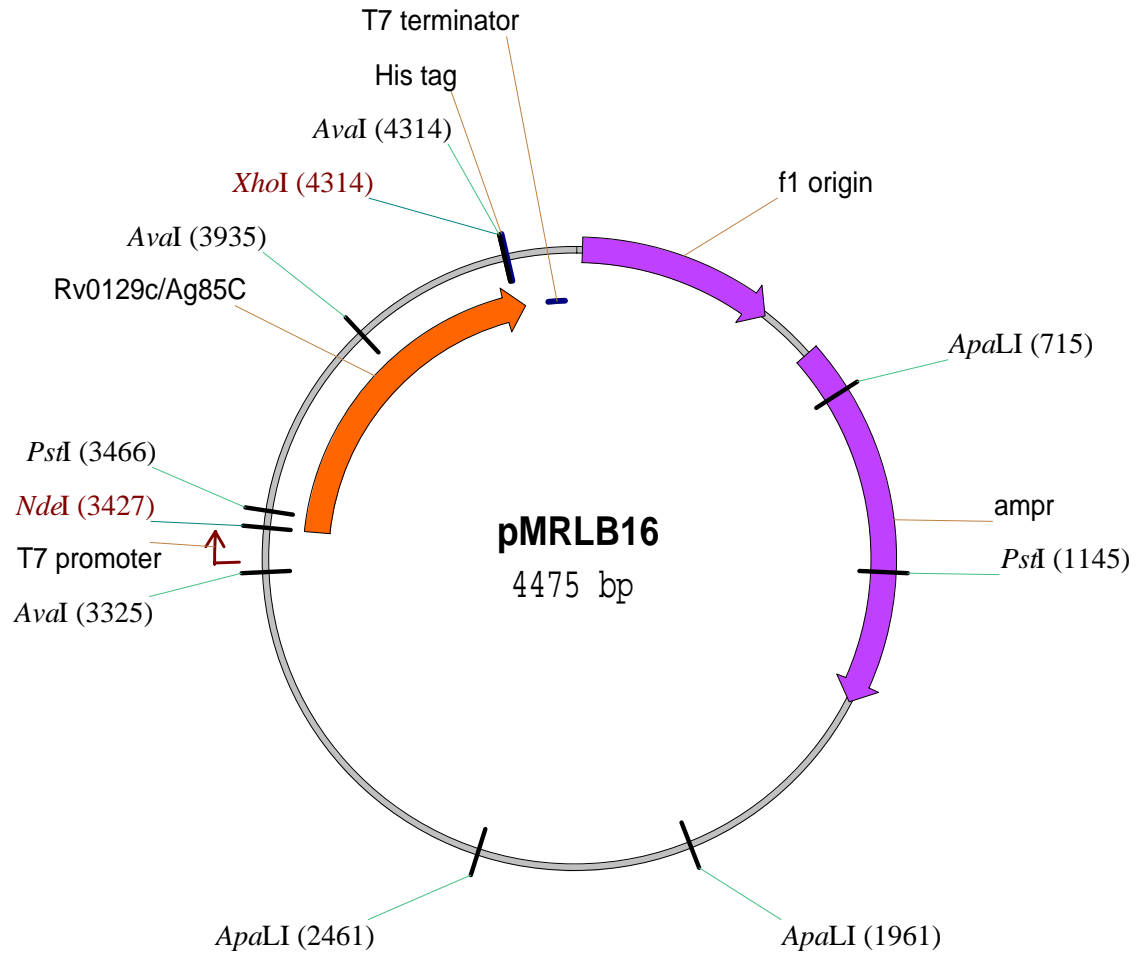 T7 terminator
His tag
AvaI (4314)
XhoI (4314)
f1 origin
AvaI (3935)
Rv0129c/Ag85C
ApaLI (715)
PstI (3466)
NdeI (3427)
T7 promoter
AvaI (3325)
pMRLB16
4475 bp
ampr
PstI (1145)
ApaLI (2461)
ApaLI (1961)